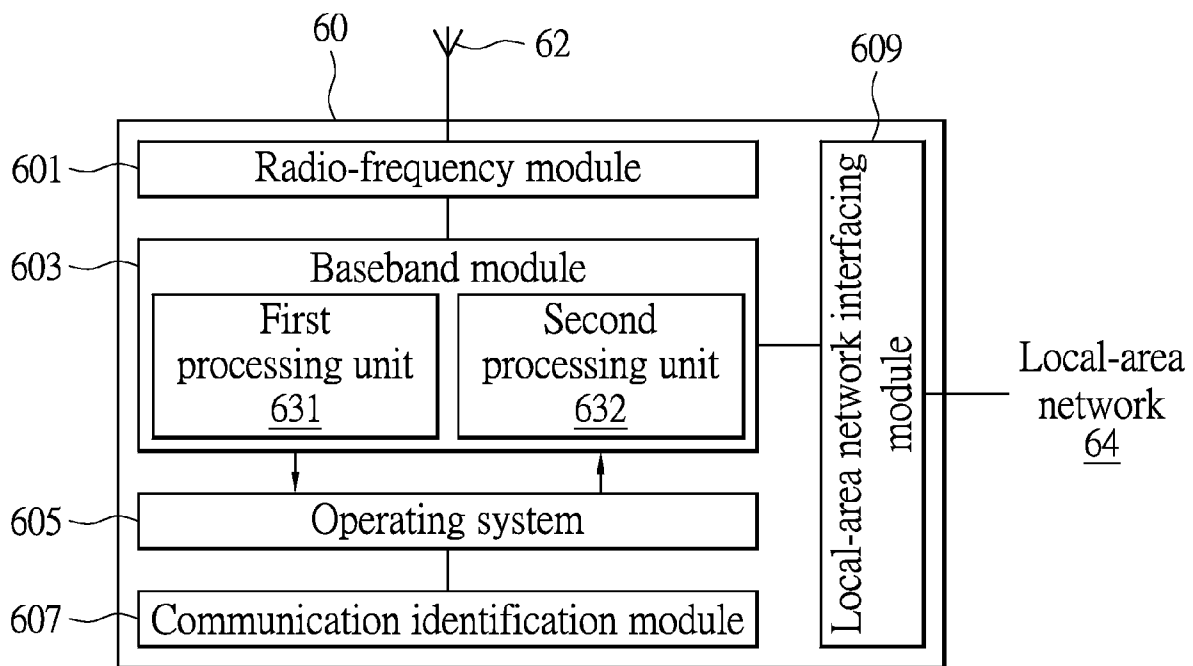 62
60
609
601
Radio-frequency module
603
Baseband module
First
processing unit
631
Second
processing unit
632
Local-area network interfacing
module
Local-area
network
64
605
Operating system
607
Communication identification module